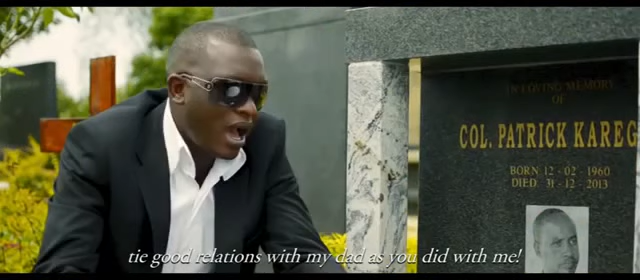 IN LOVING MEMORY
OF
COL. PATRICK KAREG
BORN 12 - 02 - 1960
DIED 31 - 12 - 2013
tie good relations with my dad as you did with me!